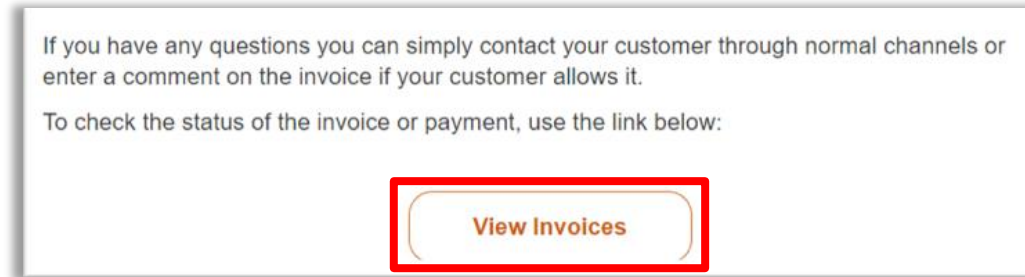 If you have any questions you can simply contact your customer through normal channels or
enter a comment on the invoice if your customer allows it.
To check the status of the invoice or payment, use the link below:
View Invoices